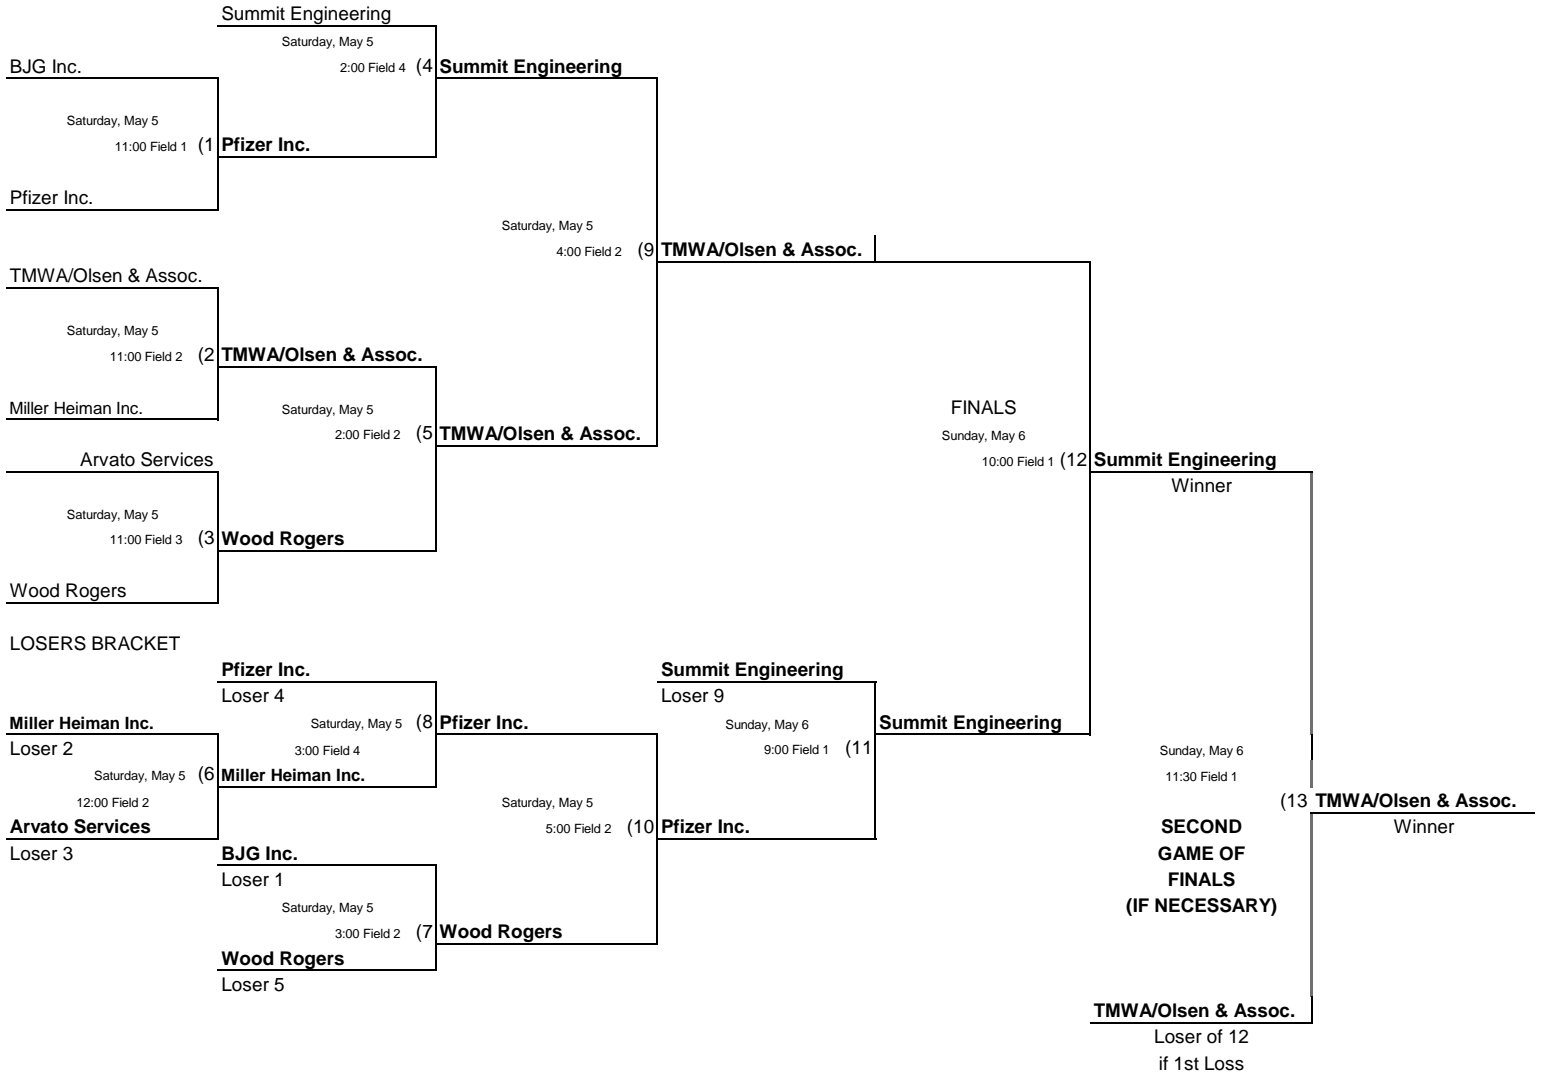 Summit Engineering
Saturday, May 5
BJG Inc.
2:00 Field 4 (4 Summit Engineering
Saturday, May 5
11:00 Field 1 (1 Pfizer Inc.
Pfizer Inc.
Saturday, May 5
4:00 Field 2 (9 TMWA/Olsen & Assoc.
TMWA/Olsen & Assoc.
Saturday, May 5
11:00 Field 2 (2 TMWA/Olsen & Assoc.
Miller Heiman Inc.
Saturday, May 5
FINALS
2:00 Field 2 (5 TMWA/Olsen & Assoc.
Sunday, May 6
Arvato Services
10:00 Field 1 (12 Summit Engineering
Winner
Saturday, May 5
11:00 Field 3 (3 Wood Rogers
Wood Rogers
LOSERS BRACKET
Pfizer Inc.
Summit Engineering
Loser 4
Loser 9
Miller Heiman Inc.
Saturday, May 5 (8 Pfizer Inc.
Sunday, May 6
Summit Engineering
Loser 2
3:00 Field 4
9:00 Field 1 (11
Sunday, May 6
Saturday, May 5 (6 Miller Heiman Inc.
11:30 Field 1
12:00 Field 2
Saturday, May 5
(13 TMWA/Olsen & Assoc.
Arvato Services
5:00 Field 2 (10 Pfizer Inc.
SECOND
Winner
Loser 3
BJG Inc.
GAME OF
Loser 1
FINALS
Saturday, May 5
(IF NECESSARY)
3:00 Field 2 (7 Wood Rogers
Wood Rogers
Loser 5
TMWA/Olsen & Assoc.
Loser of 12
if 1st Loss